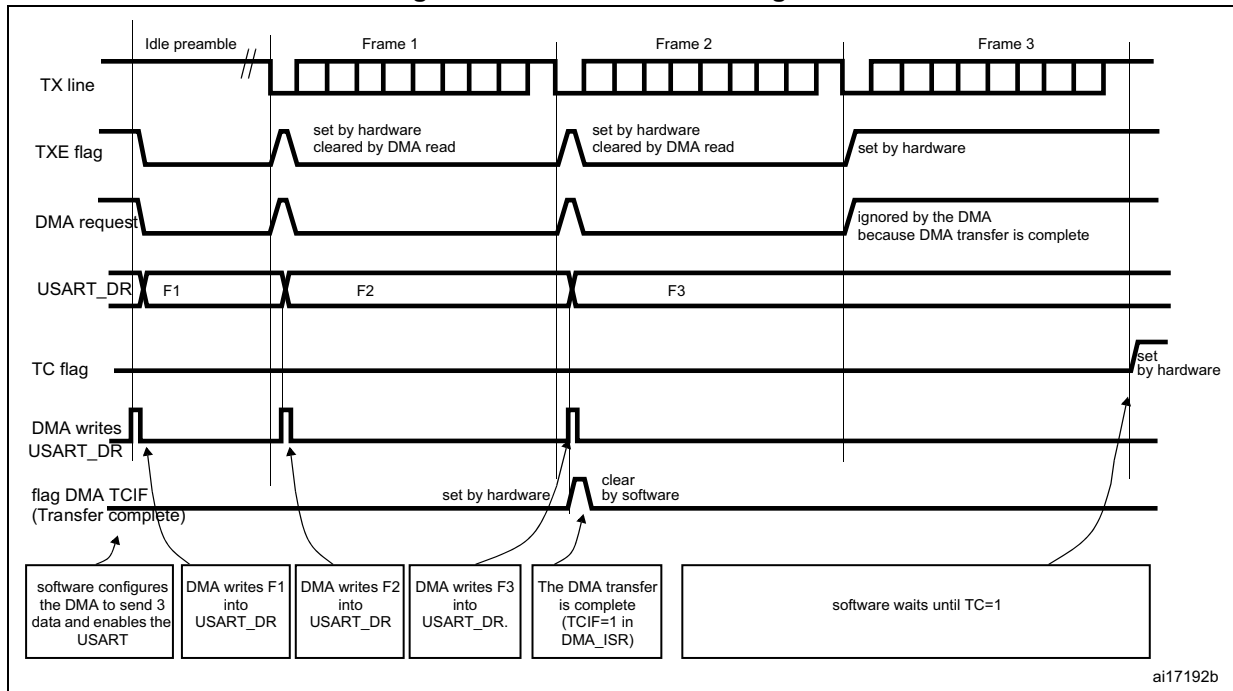 Idle preamble
Frame 1
Frame 2
Frame 3
TX line
TXE flag
set by hardware
cleared by DMA read
set by hardware
cleared by DMA read
set by hardware
DMA request
ignored by the DMA
because DMA transfer is complete
USART_DR
F1
F2
F3
TC flag
set
by hardware
DMA writes
USART_DR
flag DMA TCIF
(Transfer complete)
set by hardware
clear
by software
software configures
the DMA to send 3
data and enables the
USART
DMA writes F1
into
USART_DR
DMA writes F2
into
USART_DR
DMA writes F3
into
USART_DR.
The DMA transfer
is complete
(TCIF=1 in
DMA_ISR)
software waits until TC=1
ai17192b